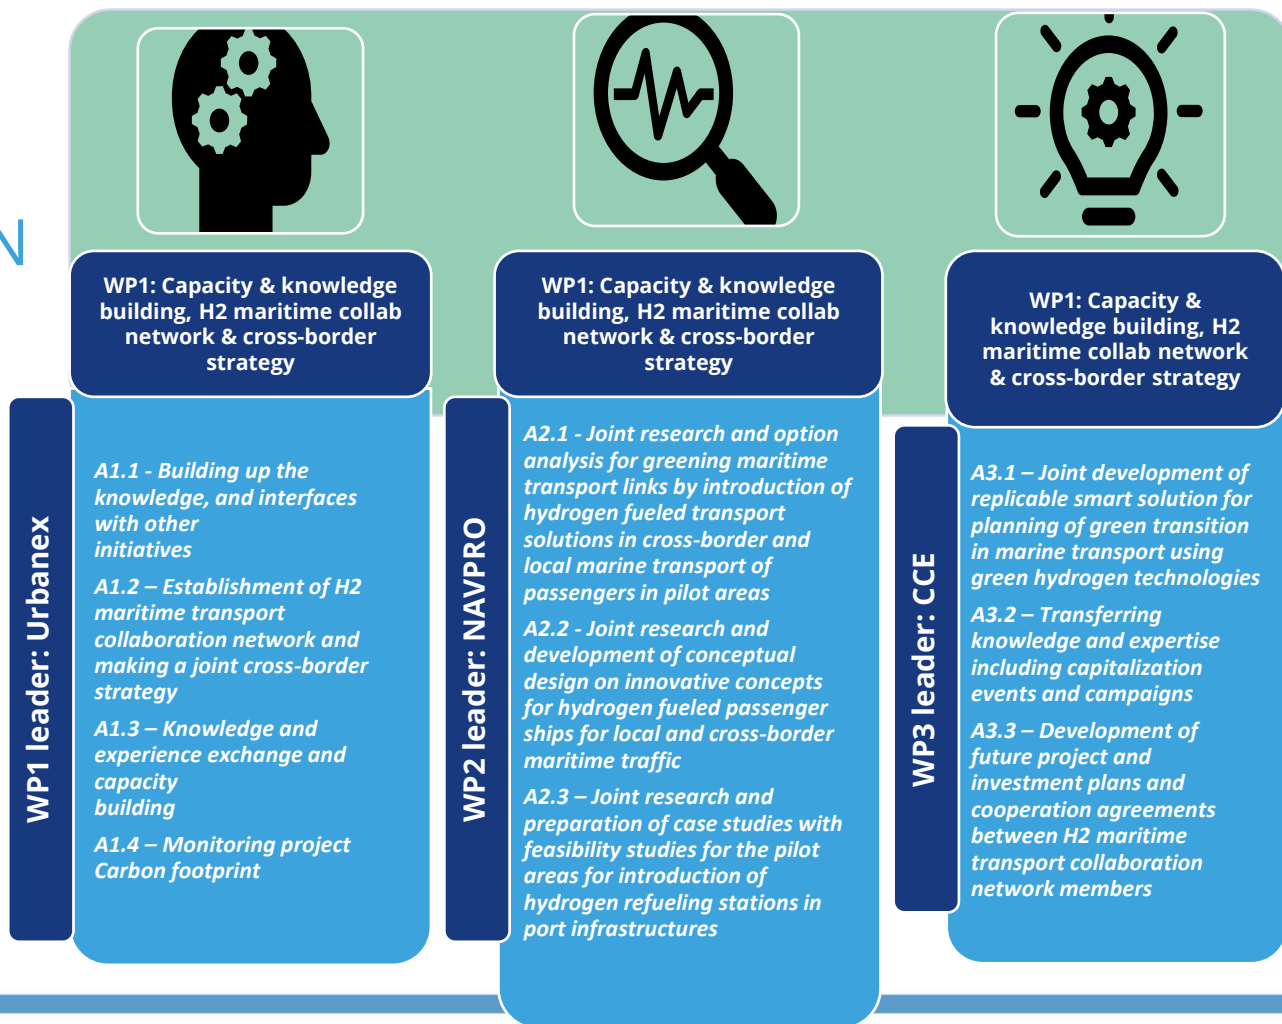 N
WP1: Capacity & knowledge
building, H2 maritime collab
network & cross-border
strategy
WP1 leader: Urbanex
A1.1 - Building up the
knowledge, and interfaces
with other
initiatives
A1.2 – Establishment of H2
maritime transport
collaboration network and
making a joint cross-border
strategy
A1.3 – Knowledge and
experience exchange and
capacity
building
A1.4 – Monitoring project
Carbon footprint
WP1: Capacity & knowledge
building, H2 maritime collab
network & cross-border
strategy
WP2 leader: NAVPRO
A2.1 - Joint research and option
analysis for greening maritime
transport links by introduction of
hydrogen fueled transport
solutions in cross-border and
local marine transport of
passengers in pilot areas
A2.2 - Joint research and
development of conceptual
design on innovative concepts
for hydrogen fueled passenger
ships for local and cross-border
maritime traffic
A2.3 – Joint research and
preparation of case studies with
feasibility studies for the pilot
areas for introduction of
hydrogen refueling stations in
port infrastructures
WP1: Capacity &
knowledge building, H2
maritime collab network
& cross-border strategy
WP3 leader: CCE
A3.1 – Joint development of
replicable smart solution for
planning of green transition
in marine transport using
green hydrogen technologies
A3.2 – Transferring
knowledge and expertise
including capitalization
events and campaigns
A3.3 – Development of
future project and
investment plans and
cooperation agreements
between H2 maritime
transport collaboration
network members